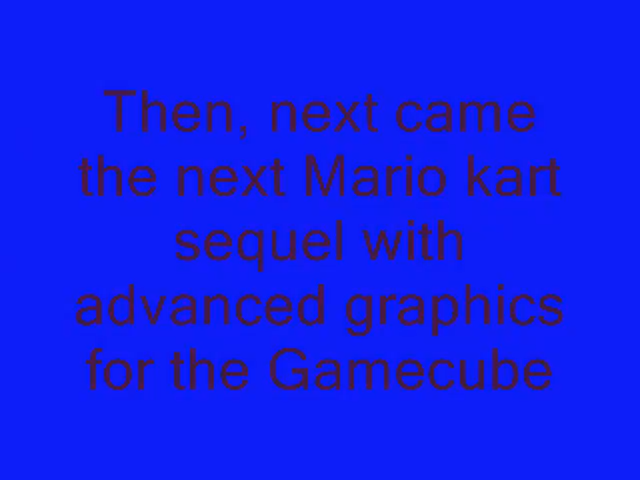 Then, next came
the next Mario kart
sequel with
advanced graphics
for the Gamecube